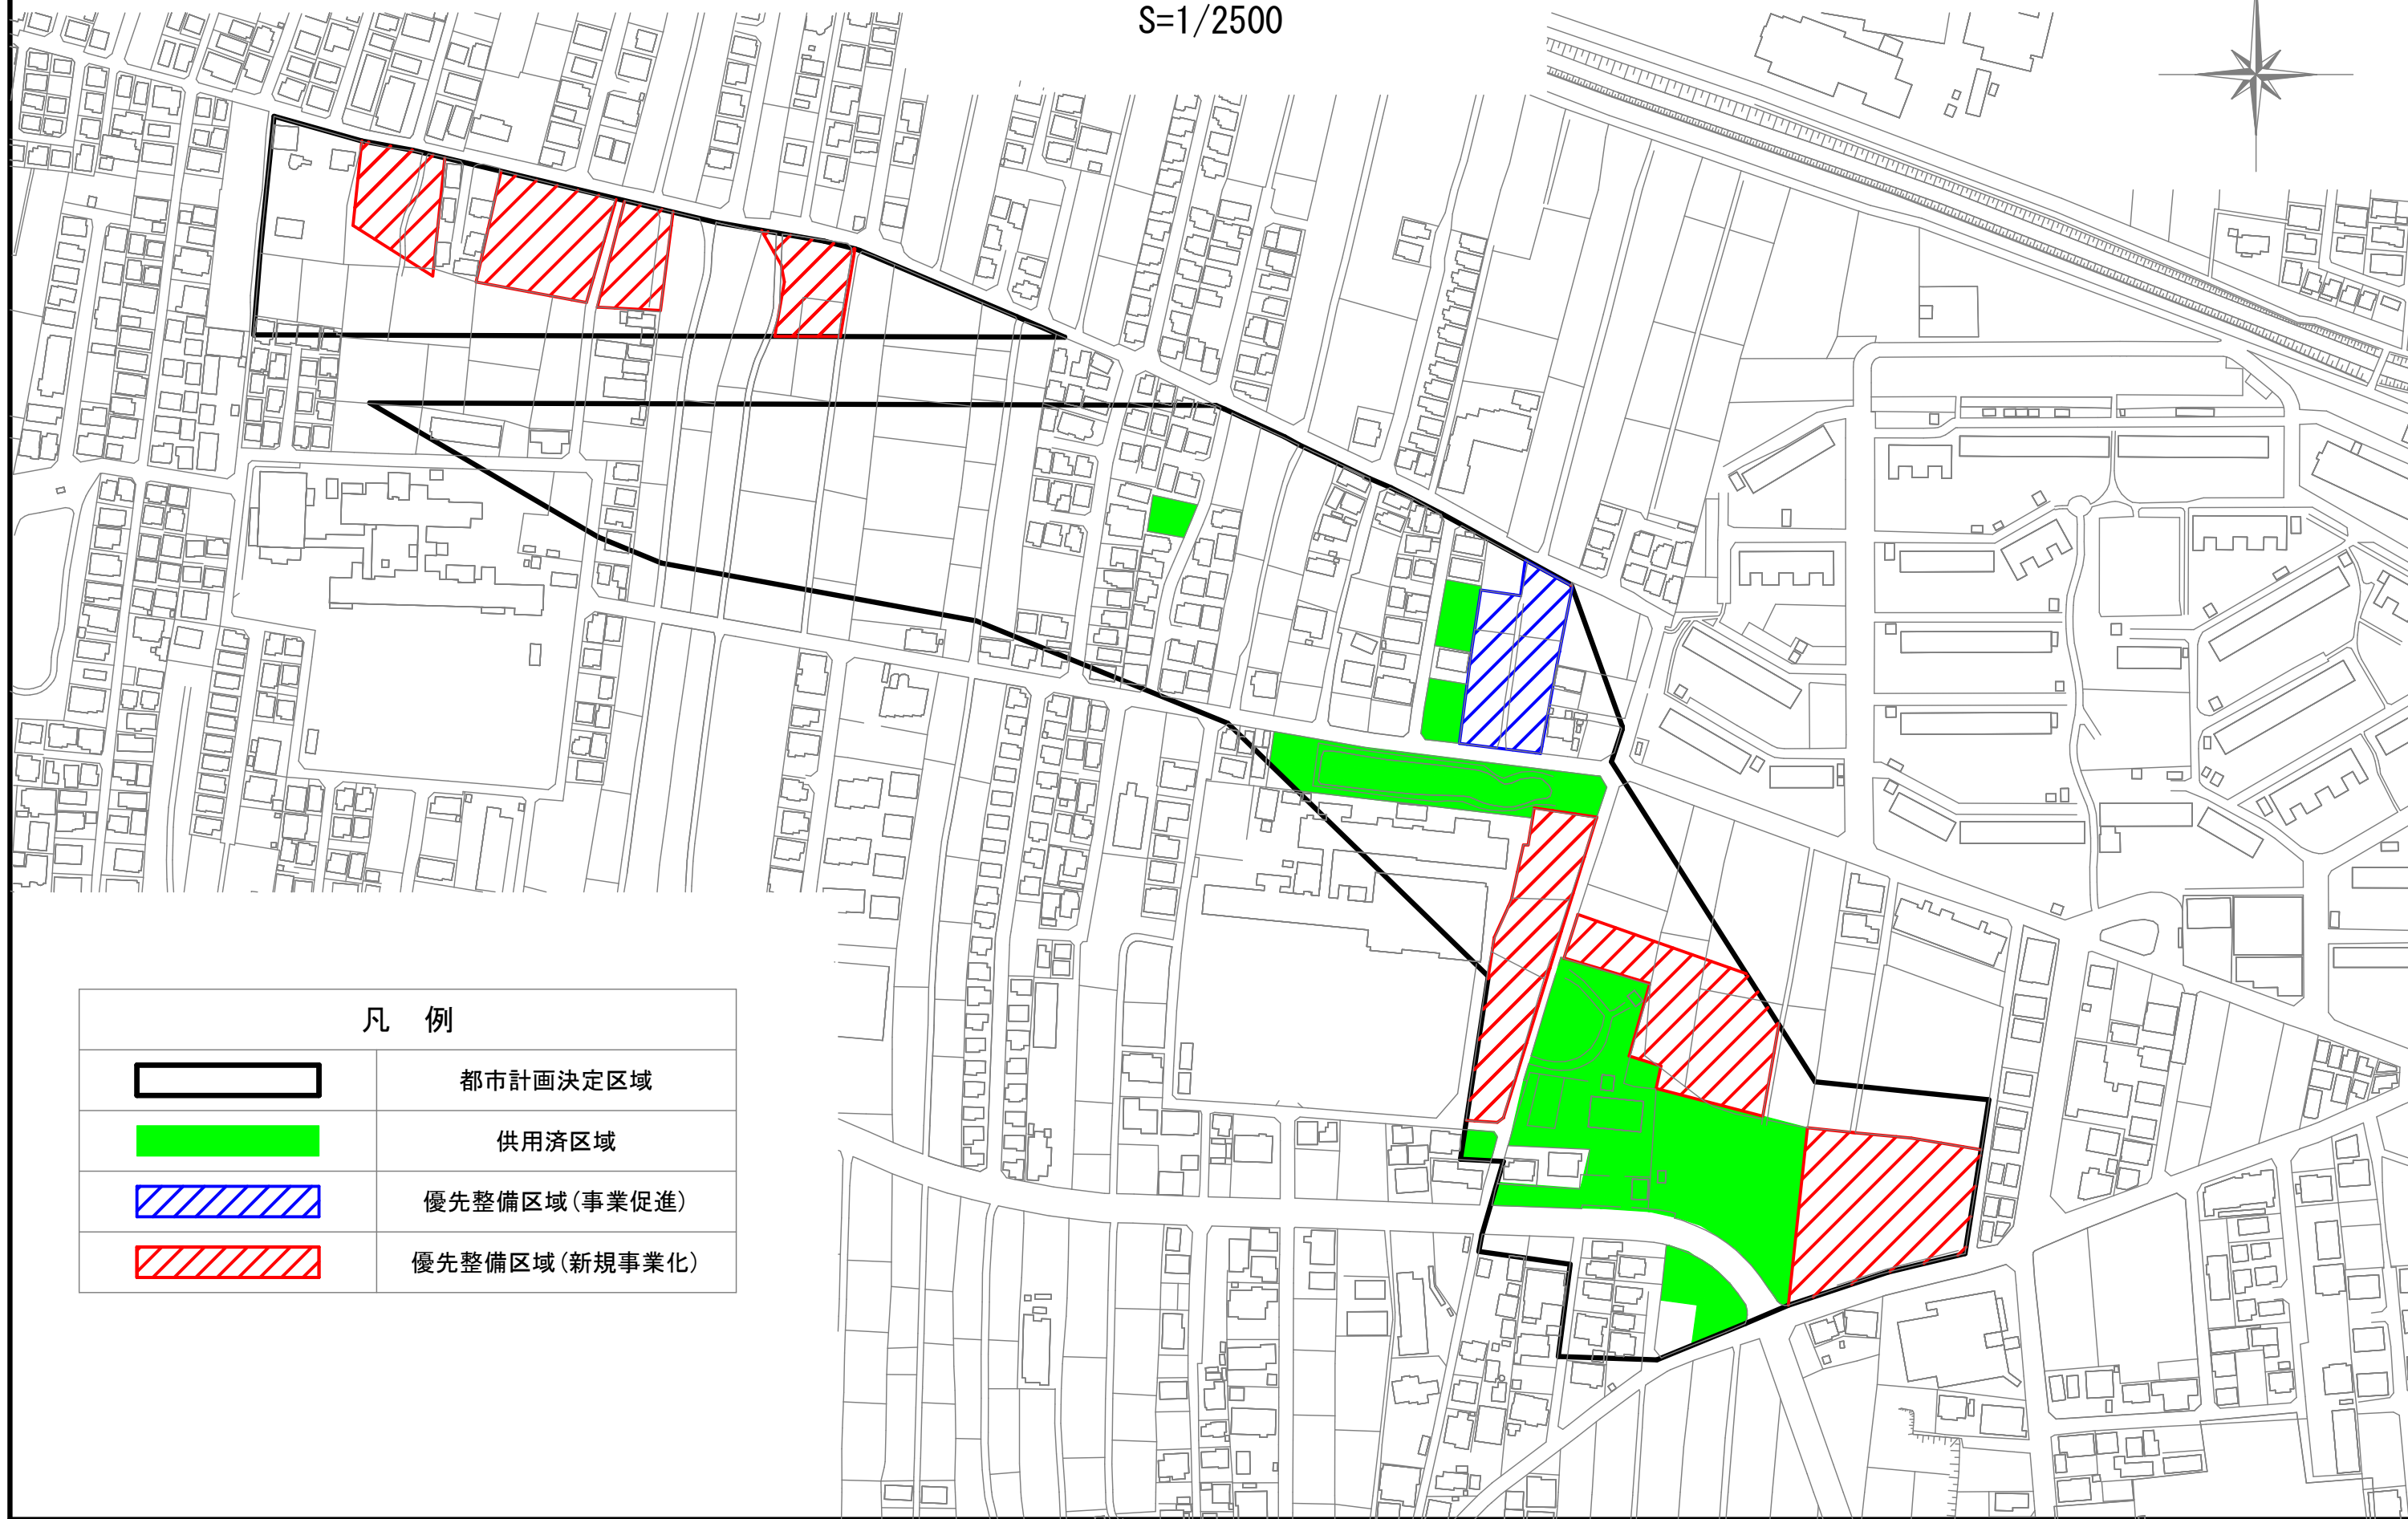 S=1/2500
凡 例
都市計画決定区域
供用済区域
優先整備区域(事業促進)
優先整備区域(新規事業化)